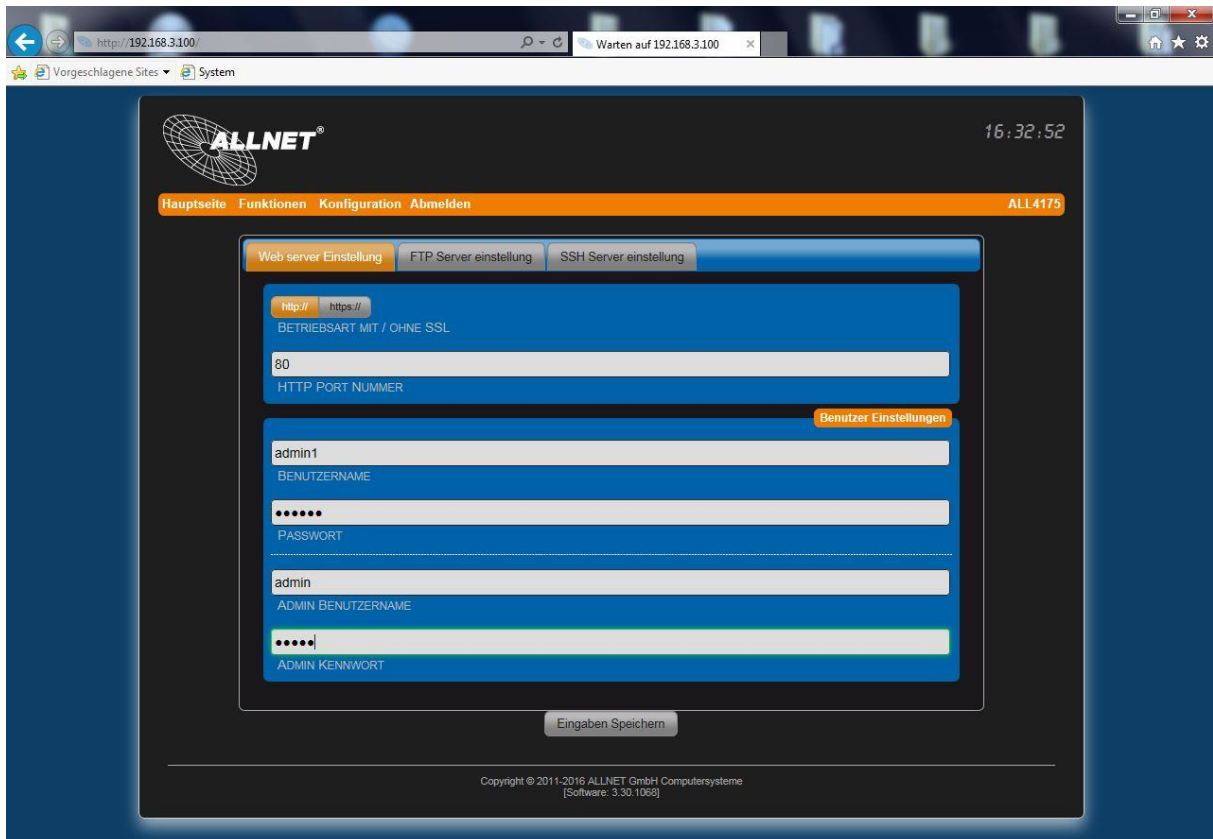 http://192.168.3.100/
Warten auf 192.168.3.100
Vorgeschlagene Sites
System
ALLNET®
16:32:52
Hauptseite Funktionen Konfiguration Abmelden
ALL4175
Web server Einstellung
FTP Server einstellung
SSH Server einstellung
http://
https://
BETRIEBSART MIT / OHNE SSL
80
HTTP PORT NUMMER
Benutzer Einstellungen
admin1
BENUTZERNAME
••••••
PASSWORT
admin
ADMIN BENUTZERNAME
•••••
ADMIN KENNWORT
Eingaben Speichern
Copyright © 2011-2016 ALLNET GmbH Computersysteme
[Software: 3.30.1068]